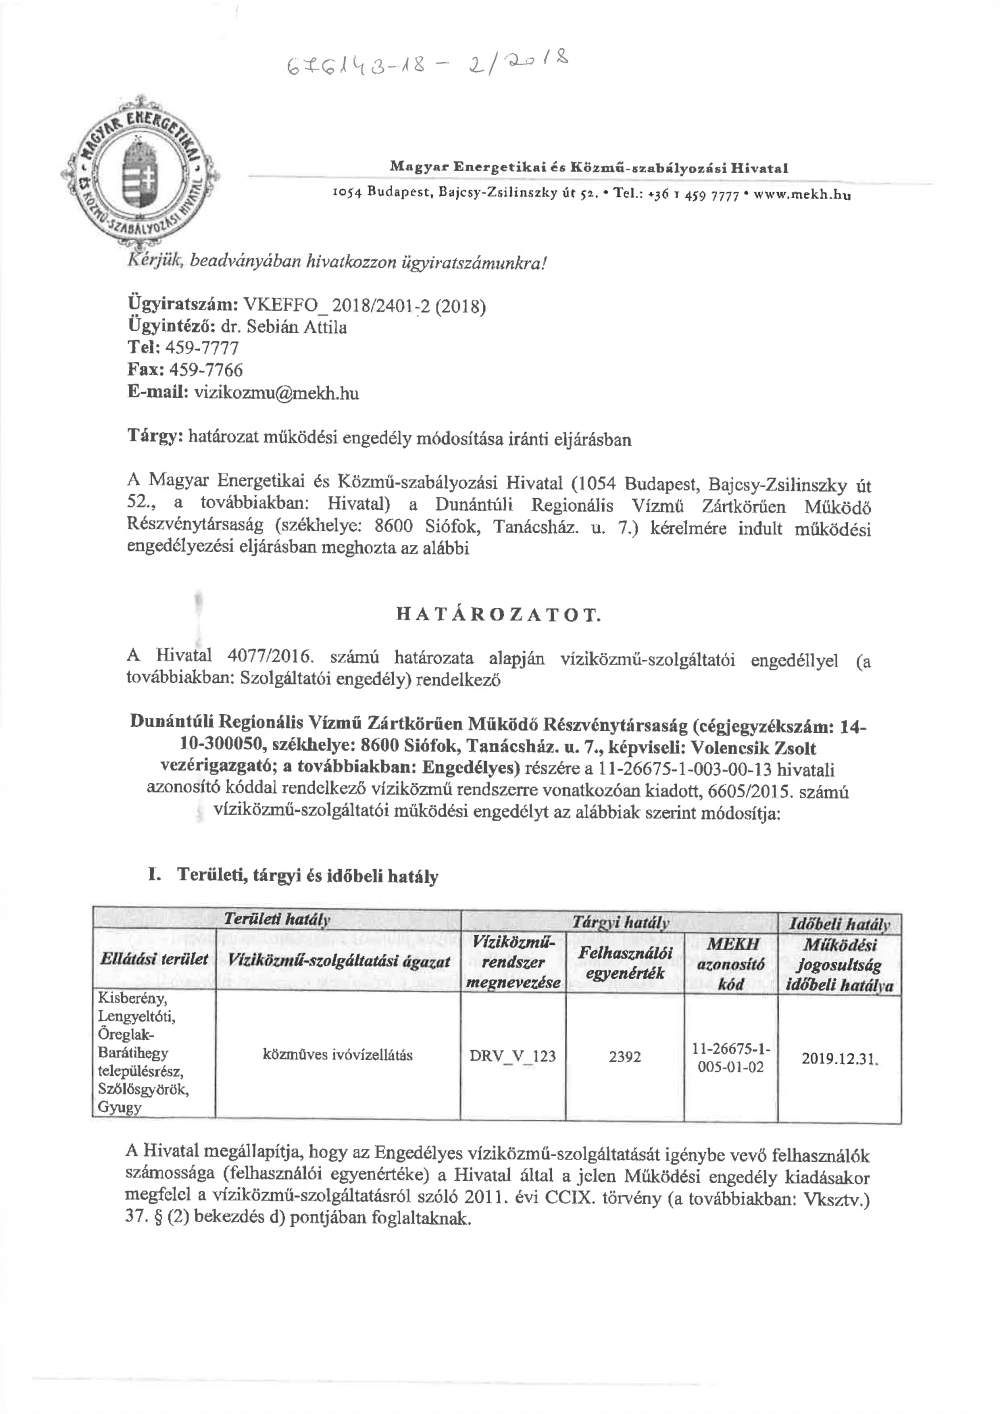 676143-18-2/2018
MAGYAR ENERGETIKAI
ÉS KÖZMŰ-SZABÁLYOZÁSI HIVATAL
Magyar Energetikai és Közmű-szabályozási Hivatal
1054 Budapest, Bajcsy-Zsilinszky út 52. • Tel.: +36 1 459 7777 • www.mekh.hu
Kérjük, beadványában hivatkozzon ügyiratszámunkra!
Ügyiratszám: VKEFFO_ 2018/2401-2 (2018)
Ügyintéző: dr. Sebián Attila
Tel: 459-7777
Fax: 459-7766
E-mail: vizikozmu@mekh.hu
Tárgy: határozat működési engedély módosítása iránti eljárásban
A Magyar Energetikai és Közmű-szabályozási Hivatal (1054 Budapest, Bajcsy-Zsilinszky út
52., a továbbiakban: Hivatal) a Dunántúli Regionális Vízmű Zártkörűen Működő
Részvénytársaság (székhelye: 8600 Siófok, Tanácsház. u. 7.) kérelmére indult működési
engedélyezési eljárásban meghozta az alábbi
HATÁROZATOT.
A Hivatal 4077/2016. számú határozata alapján víziközmű-szolgáltatói engedéllyel (a
továbbiakban: Szolgáltatói engedély) rendelkező
Dunántúli Regionális Vízmű Zártkörűen Működő Részvénytársaság (cégjegyzékszám: 14-
10-300050, székhelye: 8600 Siófok, Tanácsház. u. 7., képviseli: Volencsik Zsolt
vezérigazgató; a továbbiakban: Engedélyes) részére a 11-26675-1-003-00-13 hivatali
azonosító kóddal rendelkező víziközmű rendszerre vonatkozóan kiadott, 6605/2015. számú
víziközmű-szolgáltatói működési engedélyt az alábbiak szerint módosítja:
I. Területi, tárgyi és időbeli hatály
Területi hatály Tárgyi hatály Időbeli hatály
Ellátási terület Víziközmű-szolgáltatási ágazat Víziközmű-
rendszer
megnevezése Felhasználói
egyenérték MEKH
azonosító
kód Működési
jogosultság
időbeli hatálya
Kisberény,
Lengyeltóti,
Öreglak-
Barátihegy
településrész,
Szőlősgyörök,
Gyugy közműves ivóvízellátás DRV_V_123 2392 11-26675-1-
005-01-02 2019.12.31.
A Hivatal megállapítja, hogy az Engedélyes víziközmű-szolgáltatását igénybe vevő felhasználók
számossága (felhasználói egyenértéke) a Hivatal által a jelen Működési engedély kiadásakor
megfelel a víziközmű-szolgáltatásról szóló 2011. évi CCIX. törvény (a továbbiakban: Vksztv.)
37. § (2) bekezdés d) pontjában foglaltaknak.